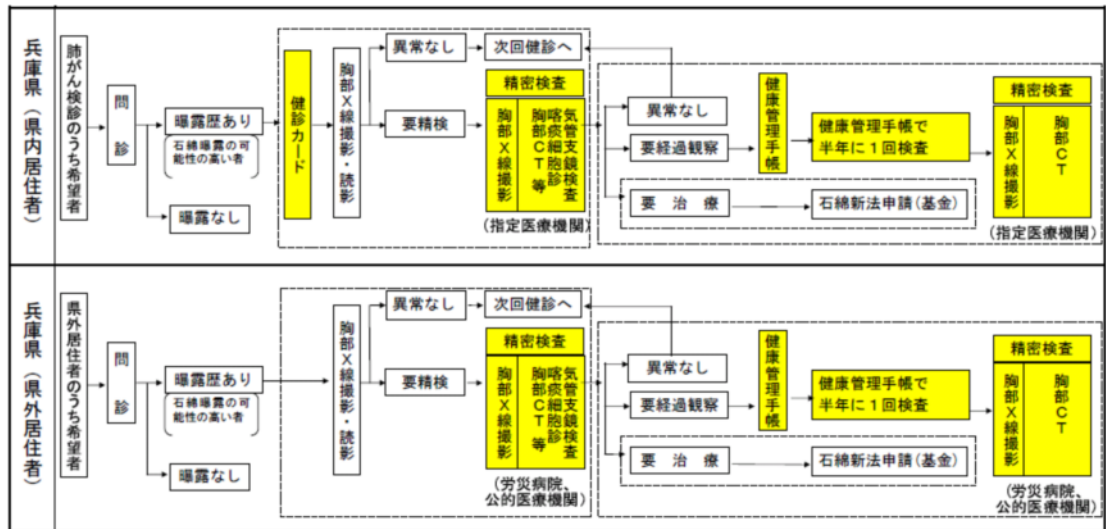 兵庫県（県内居住者）
肺がん検診のうち希望者
問診
曝露歴あり
石綿曝露の可
能性の高い者
曝露なし
健診カード
胸部X線撮影・読影
異常なし
次回健診へ
要精検
精密検査
胸部X線撮影
気管支鏡検査
喀痰細胞診
胸部CT 等
(指定医療機関)
異常なし
要経過観察
健康管理手帳
健康管理手帳で
半年に1回検査
要 治 療
石綿新法申請(基金)
精密検査
胸部X線撮影
胸部CT
(指定医療機関)
兵庫県（県外居住者）
県外居住者のうち希望者
問診
曝露歴あり
石綿曝露の可能
性の高い者
曝露なし
胸部X線撮影・読影
異常なし
次回健診へ
要精検
精密検査
胸部X線撮影
気管支鏡検査
喀痰細胞診
胸部CT 等
(労災病院、
公的医療機関)
異常なし
要経過観察
健康管理手帳
健康管理手帳で
半年に1回検査
要 治 療
石綿新法申請(基金)
精密検査
胸部X線撮影
胸部CT
(労災病院、
公的医療機関)